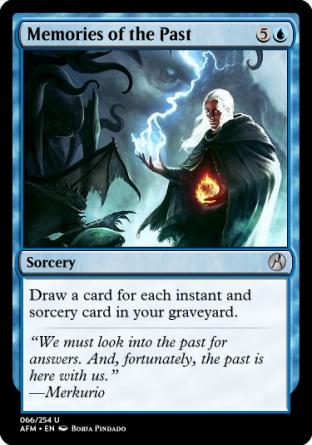 Memories of the Past 5
Sorcery
Draw a card for each instant and
sorcery card in your graveyard.
“We must look into the past for
answers. And, fortunately, the past is
here with us.”
—Merkurio
066/254 U
AFM • EN Borja Pindado